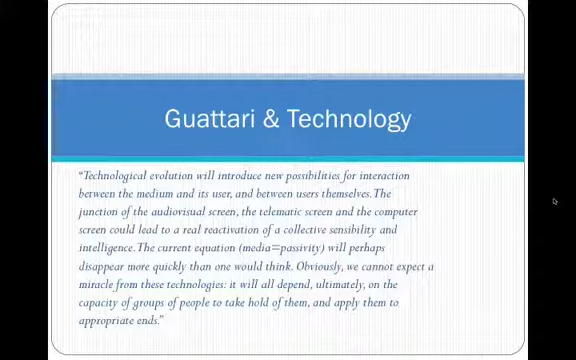 Guattari & Technology
“Technological evolution will introduce new possibilities for interaction
between the medium and its user, and between users themselves.The
junction of the audiovisual screen, the telematic screen and the computer
screen could lead to a real reactivation of a collective sensibility and
intelligence.The current equation (media=passivity) will perhaps
disappear more quickly than one would think. Obviously, we cannot expect a
miracle from these technologies: it will all depend, ultimately, on the
capacity of groups of people to take hold of them, and apply them to
appropriate ends.”